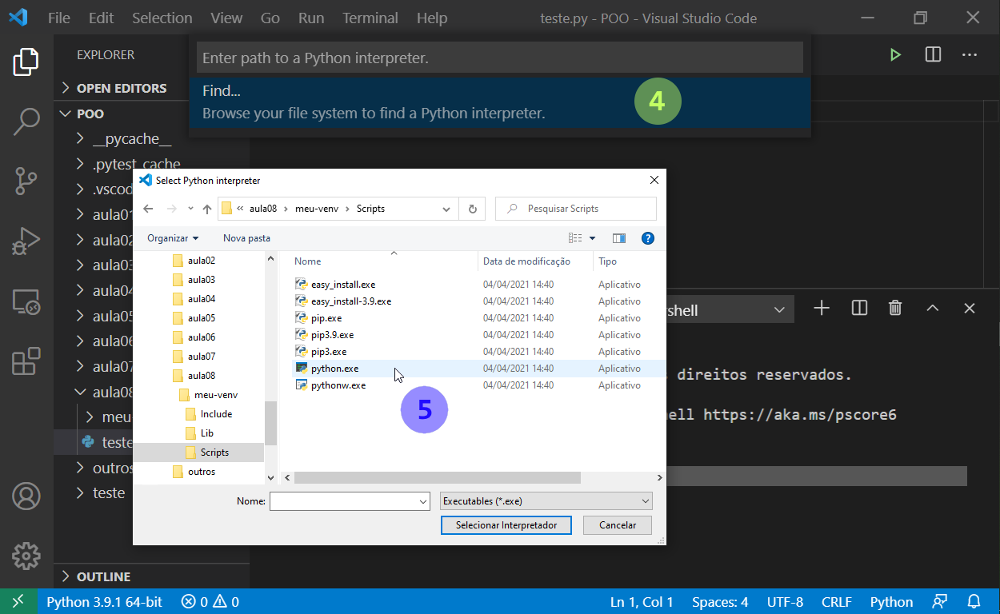 File Edit Selection View Go Run Terminal Help teste.py - POO - Visual Studio Code
EXPLORER
Enter path to a Python interpreter.
Find...
Browse your file system to find a Python interpreter.
4
OPEN EDITORS
POO
__pycache__
.pytest_cache
.vscod
aula01
aula02
aula03
aula04
aula05
aula06
aula07
aula08
meu-
teste
outros
teste
OUTLINE
Select Python interpreter
« aula08 › meu-venv › Scripts
Pesquisar Scripts
Organizar Nova pasta
?
aula02
aula03
aula04
aula05
aula06
aula07
aula08
meu-venv
Include
Lib
Scripts
outros
Nome Data de modificação Tipo
easy_install.exe 04/04/2021 14:40 Aplicativo
easy_install-3.9.exe 04/04/2021 14:40 Aplicativo
pip.exe 04/04/2021 14:40 Aplicativo
pip3.9.exe 04/04/2021 14:40 Aplicativo
pip3.exe 04/04/2021 14:40 Aplicativo
python.exe 04/04/2021 14:40 Aplicativo
pythonw.exe 04/04/2021 14:40 Aplicativo
5
Nome: Executables (*.exe)
Selecionar Interpretador Cancelar
shell
s direitos reservados.
ell https://aka.ms/pscore6
Python 3.9.1 64-bit 0 0 Ln 1, Col 1 Spaces: 4 UTF-8 CRLF Python